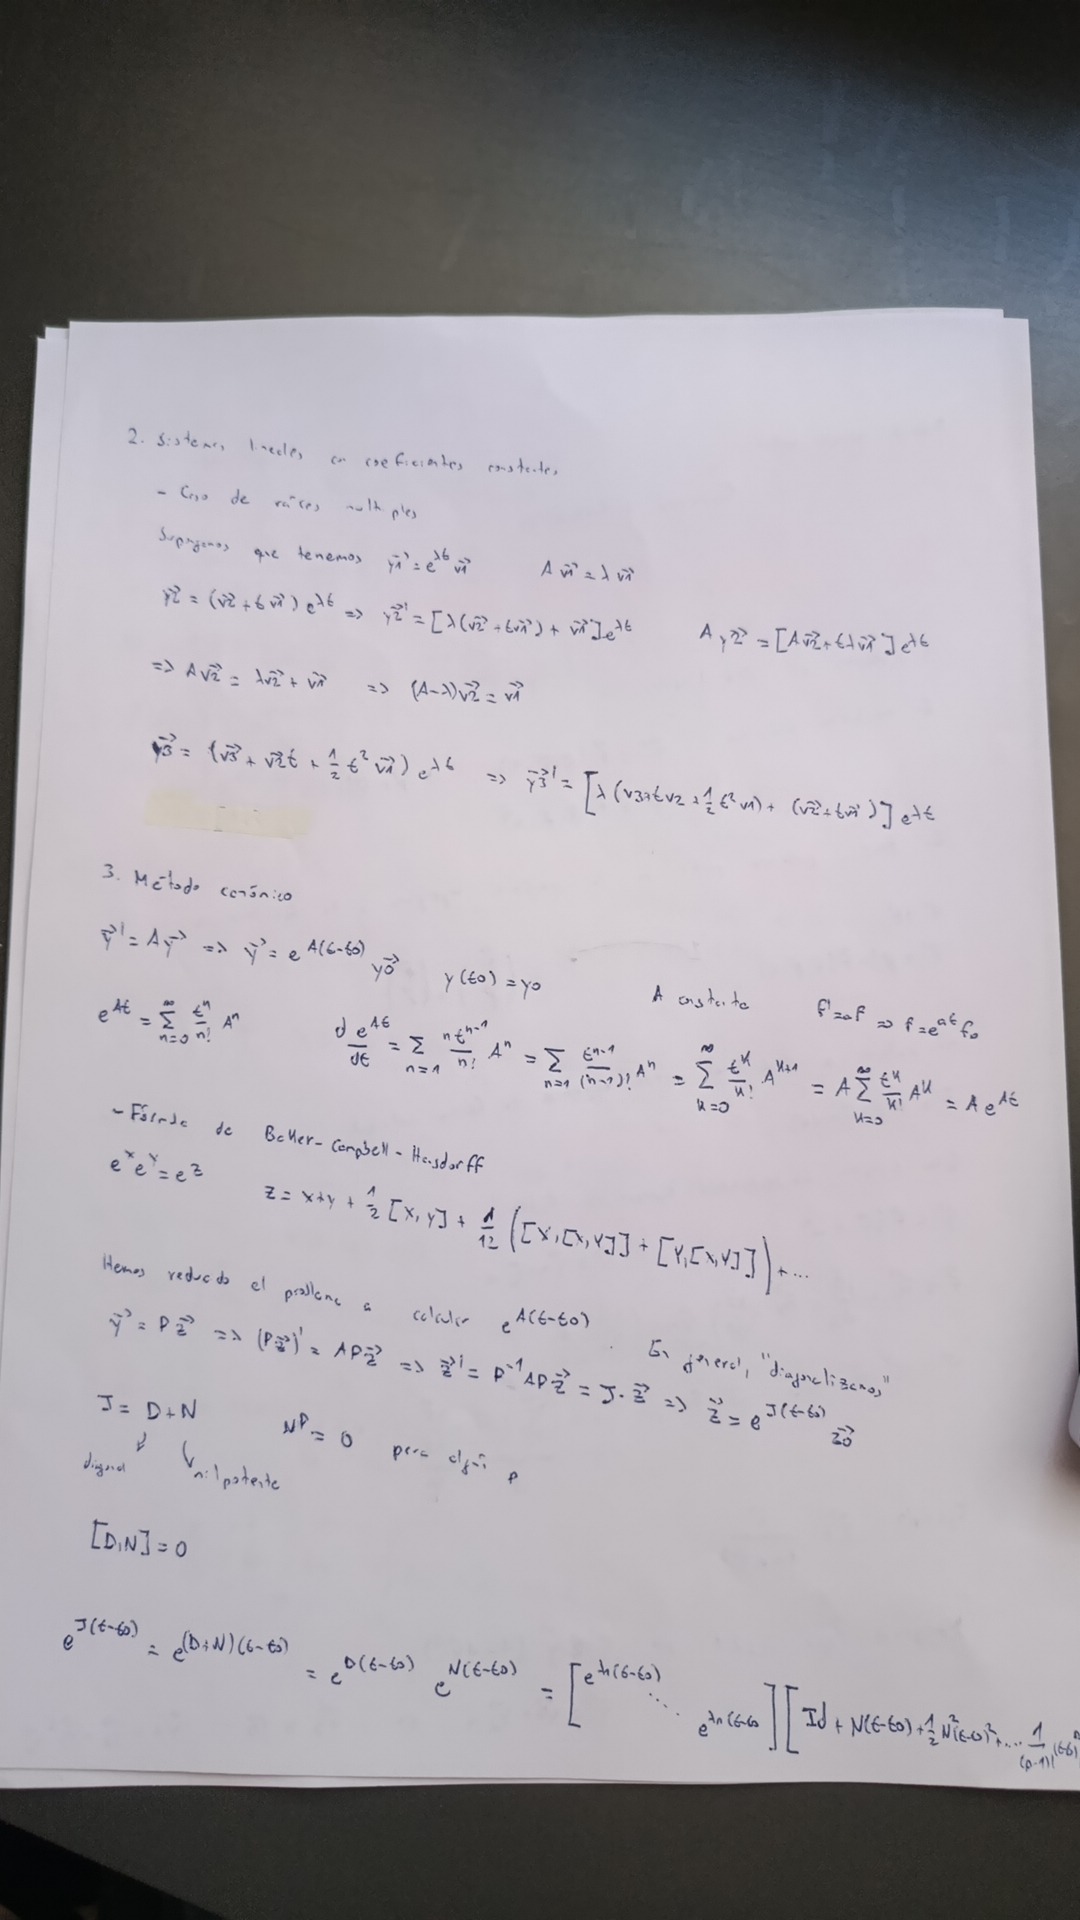 2. Sistemas lineales con coeficientes constantes
- Caso de raíces múltiples
Supongamos que tenemos y1⃗ = e^λt v1⃗   A v1⃗ = λ v1⃗
y2⃗ = (v2⃗ + t v1⃗) e^λt => y2⃗' = [λ(v2⃗ + t v1⃗) + v1⃗] e^λt   A y2⃗ = [A v2⃗ + t λ v1⃗] e^λt
=> A v2⃗ = λ v2⃗ + v1⃗ => (A-λ) v2⃗ = v1⃗
y3⃗ = (v3⃗ + v2⃗ t + 1/2 t² v1⃗) e^λt => y3⃗' = [λ (v3 + t v2 + 1/2 t² v1) + (v2⃗ + t v1⃗)] e^λt
3. Método canónico
y⃗' = A y⃗ => y⃗ = e^A(t-t0) y0⃗   y(t0) = y0   A constante   f' = af => f = e^at f0
e^At = ∑_{n=0}^∞ t^n/n! A^n   d e^At/dt = ∑_{n=1} n t^{n-1}/n! A^n = ∑_{n=1} t^{n-1}/(n-1)! A^n = ∑_{k=0}^∞ t^k/k! A^{k+1} = A ∑_{k=0}^∞ t^k/k! A^k = A e^At
- Fórmula de Baker-Campbell-Hausdorff
e^x e^y = e^z   z = x+y + 1/2 [x,y] + 1/12 ([x,[x,y]] + [y,[x,y]]) + ...
Hemos reducido el problema a calcular e^A(t-t0). En general, "diagonalizamos"
y⃗ = P z⃗ => (P z⃗)' = A P z⃗ => z⃗' = P^-1 A P z⃗ = J · z⃗ => z⃗ = e^J(t-t0) z0⃗
J = D+N   N^p = 0 para algún p
diagonal nilpotente
[D,N] = 0
e^J(t-t0) = e^(D+N)(t-t0) = e^D(t-t0) e^N(t-t0) = [e^λ1(t-t0) ⋱ e^λn(t-t0] [Id + N(t-t0) + 1/2 N²(t-t0)² + ... 1/(p-1)! (t-t0)